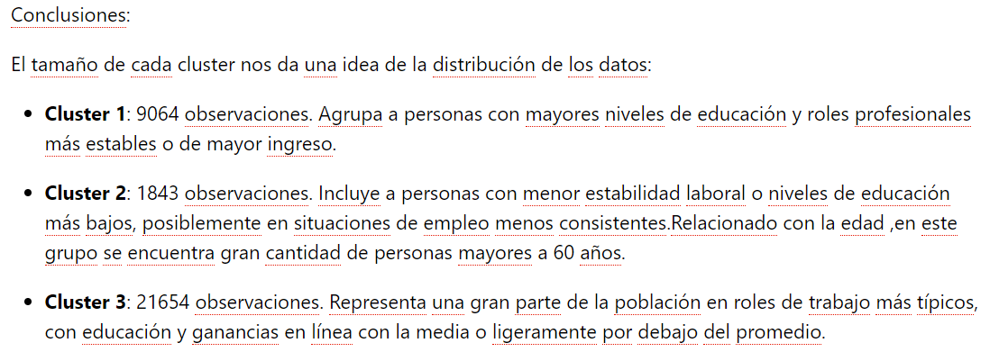 Conclusiones:
El tamaño de cada cluster nos da una idea de la distribución de los datos:
• Cluster 1: 9064 observaciones. Agrupa a personas con mayores niveles de educación y roles profesionales
más estables o de mayor ingreso.
• Cluster 2: 1843 observaciones. Incluye a personas con menor estabilidad laboral o niveles de educación
más bajos, posiblemente en situaciones de empleo menos consistentes.Relacionado con la edad ,en este
grupo se encuentra gran cantidad de personas mayores a 60 años.
• Cluster 3: 21654 observaciones. Representa una gran parte de la población en roles de trabajo más típicos,
con educación y ganancias en línea con la media o ligeramente por debajo del promedio.